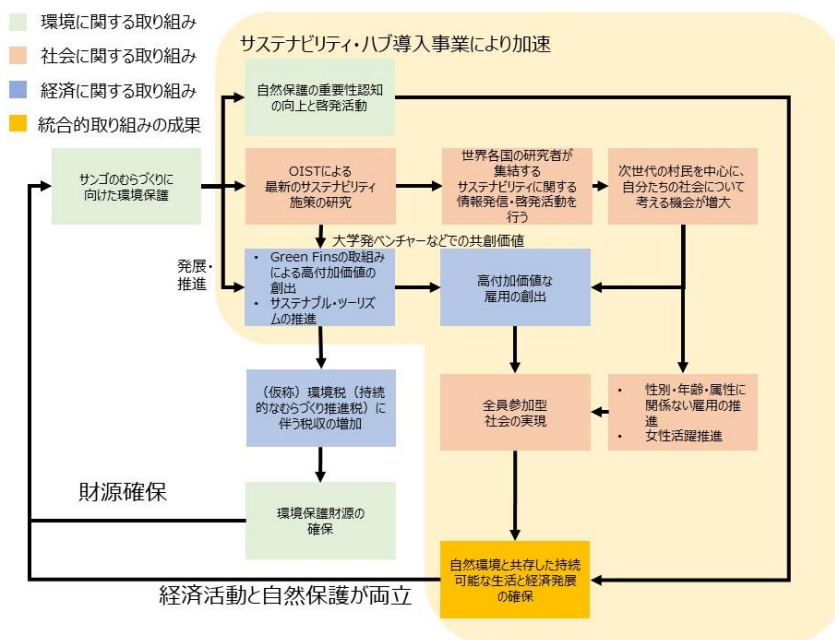 環境に関する取り組み
社会に関する取り組み
経済に関する取り組み
統合的取り組みの成果
サステナビリティ・ハブ導入事業により加速
自然保護の重要性認知
の向上と啓発活動
サンゴのむらづくりに
向けた環境保護
OISTによる
最新のサステナビリティ
施策の研究
世界各国の研究者が
集結する
サステナビリティに関する
情報発信・啓発活動を
行う
次世代の村民を中心に、
自分たちの社会について
考える機会が増大
大学発ベンチャーなどでの共創価値
発展・
推進
• Green Finsの取組み
による高付加価値の
創出
• サステナブル・ツーリズ
ムの推進
高付加価値な
雇用の創出
（仮称）環境税（持続
的なむらづくり推進税）に
伴う税収の増加
全員参加型
社会の実現
• 性別・年齢・属性に
関係ない雇用の推
進
• 女性活躍推進
財源確保
環境保護財源の
確保
自然環境と共存した持続
可能な生活と経済発展
の確保
経済活動と自然保護が両立